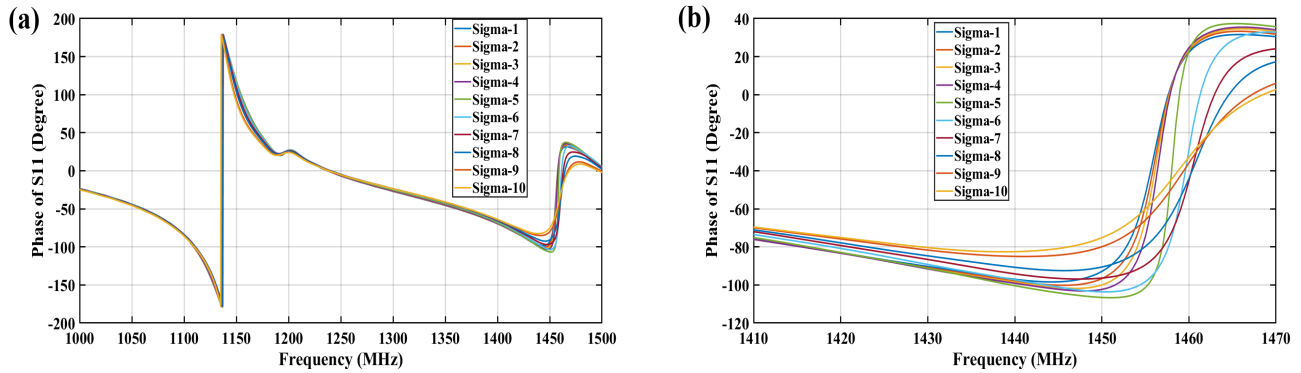 (a)
Phase of S11 (Degree)
200
150
100
50
0
-50
-100
-150
-200
1000 1050 1100 1150 1200 1250 1300 1350 1400 1450 1500
Frequency (MHz)
Sigma-1
Sigma-2
Sigma-3
Sigma-4
Sigma-5
Sigma-6
Sigma-7
Sigma-8
Sigma-9
Sigma-10
(b)
Phase of S11 (Degree)
40
20
0
-20
-40
-60
-80
-100
-120
1410 1420 1430 1440 1450 1460 1470
Frequency (MHz)
Sigma-1
Sigma-2
Sigma-3
Sigma-4
Sigma-5
Sigma-6
Sigma-7
Sigma-8
Sigma-9
Sigma-10